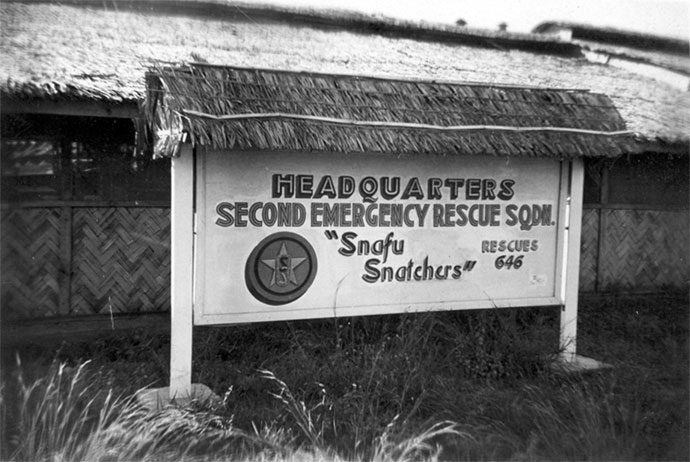 HEADQUARTERS
SECOND EMERGENCY RESCUE SQDN.
"Snafu
Snatchers"
RESCUES
646
S